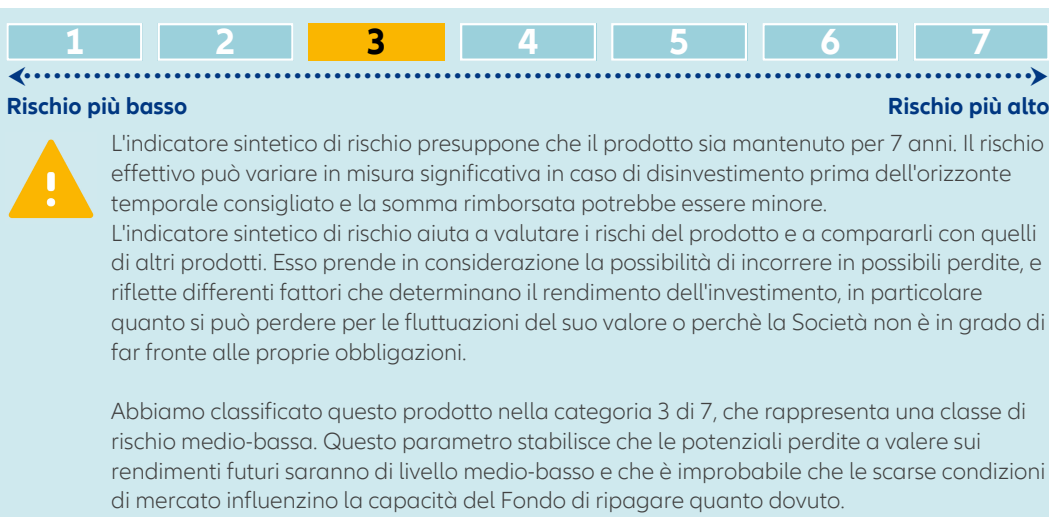 1 2 3 4 5 6 7
Rischio più basso Rischio più alto
L'indicatore sintetico di rischio presuppone che il prodotto sia mantenuto per 7 anni. Il rischio
effettivo può variare in misura significativa in caso di disinvestimento prima dell'orizzonte
temporale consigliato e la somma rimborsata potrebbe essere minore.
L'indicatore sintetico di rischio aiuta a valutare i rischi del prodotto e a compararli con quelli
di altri prodotti. Esso prende in considerazione la possibilità di incorrere in possibili perdite, e
riflette differenti fattori che determinano il rendimento dell'investimento, in particolare
quanto si può perdere per le fluttuazioni del suo valore o perchè la Società non è in grado di
far fronte alle proprie obbligazioni.
Abbiamo classificato questo prodotto nella categoria 3 di 7, che rappresenta una classe di
rischio medio-bassa. Questo parametro stabilisce che le potenziali perdite a valere sui
rendimenti futuri saranno di livello medio-basso e che è improbabile che le scarse condizioni
di mercato influenzino la capacità del Fondo di ripagare quanto dovuto.